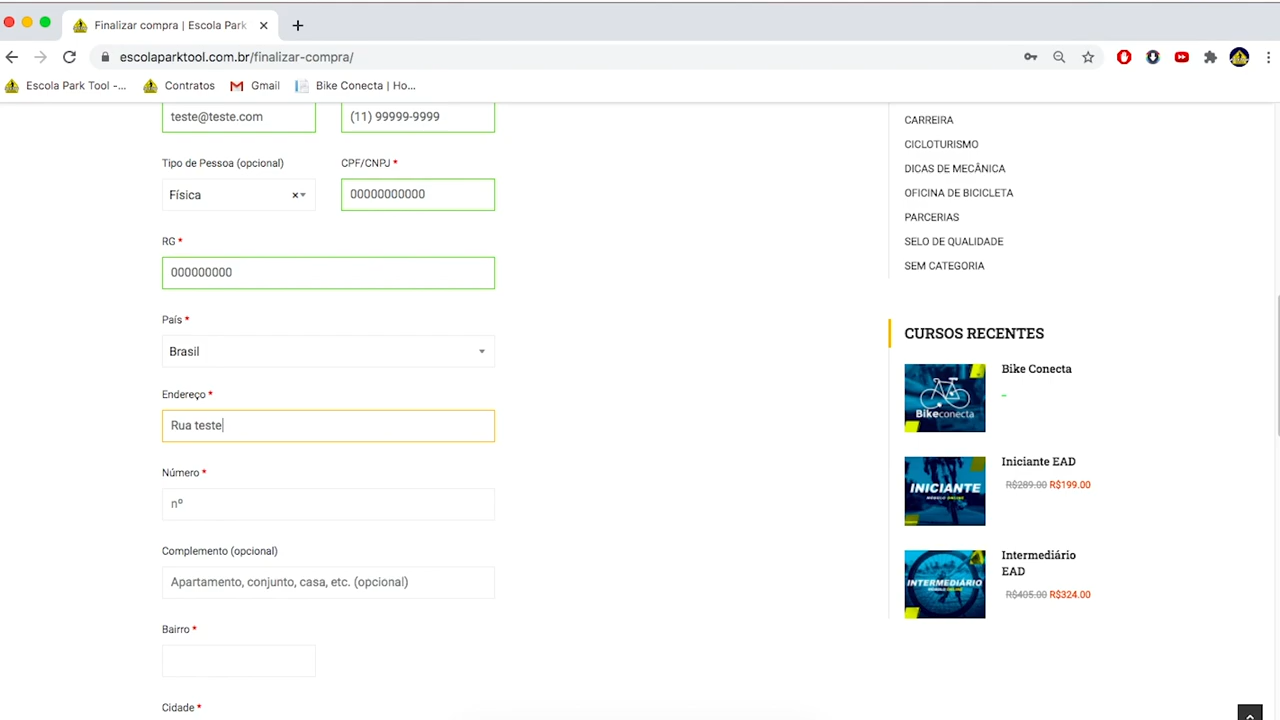 Finalizar compra | Escola Park
escolaparktool.com.br/finalizar-compra/
Escola Park Tool -...
Contratos
Gmail
Bike Conecta | Ho...
teste@teste.com
(11) 99999-9999
Tipo de Pessoa (opcional)
CPF/CNPJ *
Física
00000000000
RG *
000000000
País *
Brasil
Endereço *
Rua teste
Número *
nº
Complemento (opcional)
Apartamento, conjunto, casa, etc. (opcional)
Bairro *
Cidade *
CARREIRA
CICLOTURISMO
DICAS DE MECÂNICA
OFICINA DE BICICLETA
PARCERIAS
SELO DE QUALIDADE
SEM CATEGORIA
CURSOS RECENTES
Bikeconecta
Bike Conecta
–
INICIANTE
MÓDULO ONLINE
Iniciante EAD
R$289.00 R$199.00
INTERMEDIÁRIO
MÓDULO ONLINE
Intermediário
EAD
R$405.00 R$324.00